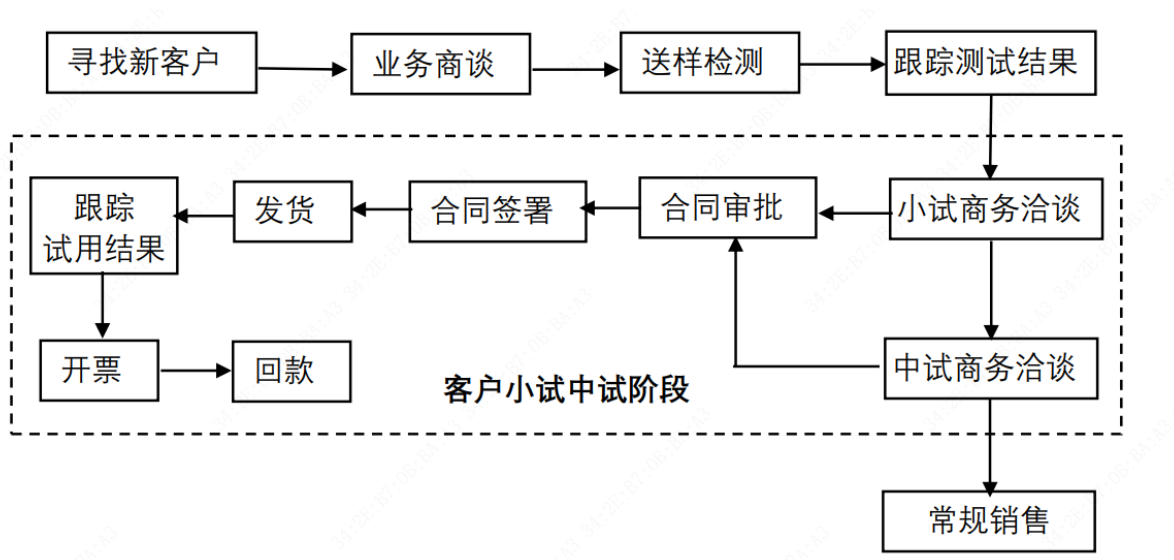 寻找新客户
业务商谈
送样检测
跟踪测试结果
跟踪
试用结果
发货
合同签署
合同审批
小试商务洽谈
开票
回款
客户小试中试阶段
中试商务洽谈
常规销售